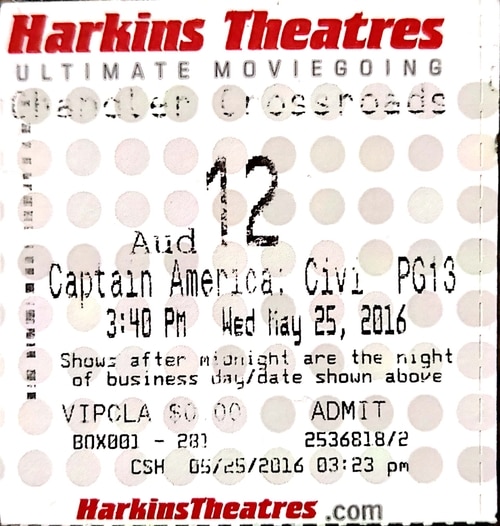 Harkins Theatres
ULTIMATE MOVIEGOING
Chandler Crossroads
Aud 12
Captain America: Civi PG13
3:40 PM Wed May 25, 2016
Shows after midnight are the night
of business day/date shown above
VIPCLA $0.00 ADMIT
BOX001 - 281 2536818/2
CSH 05/25/2016 03:23 pm
HarkinsTheatres.com